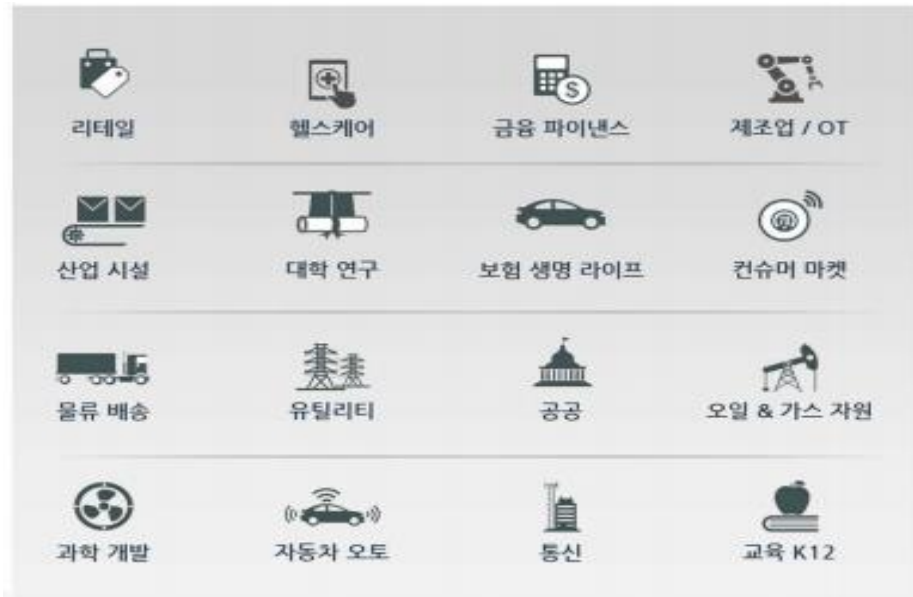 리테일
헬스케어
금융 파이낸스
제조업 / OT
산업 시설
대학 연구
보험 생명 라이프
컨슈머 마켓
물류 배송
유틸리티
공공
오일 & 가스 자원
과학 개발
자동차 오토
통신
교육 K12